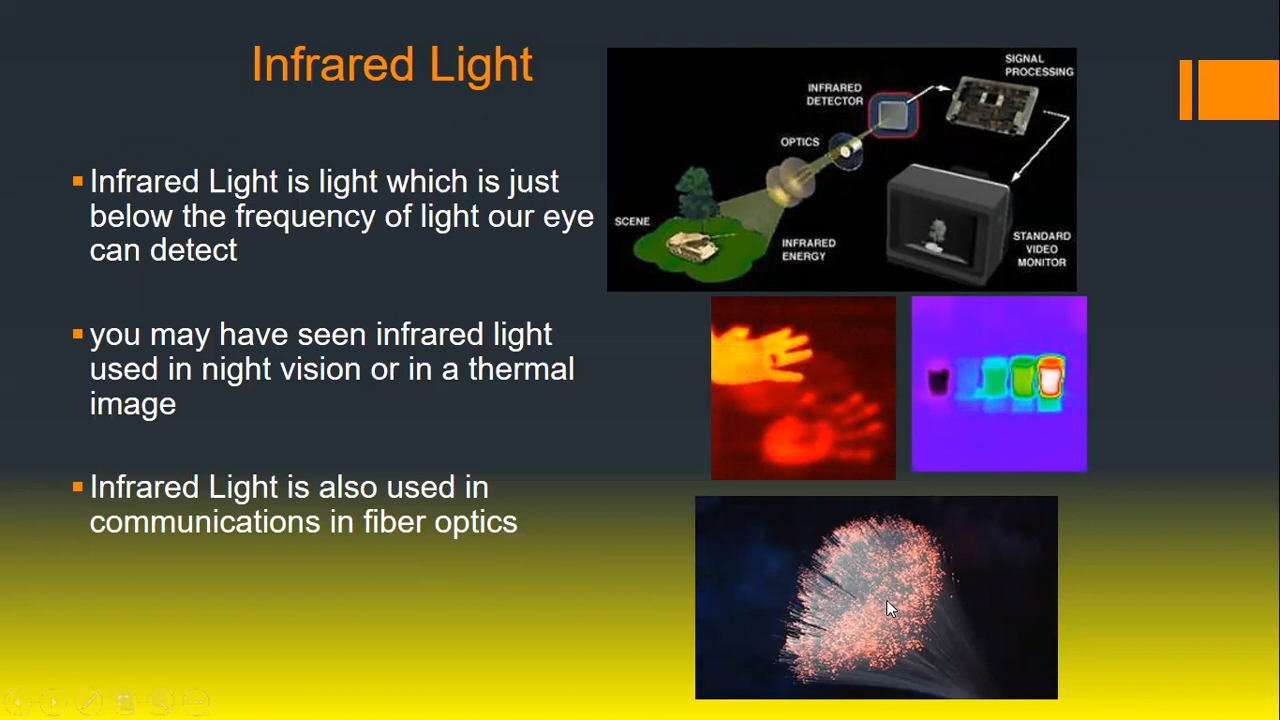 Infrared Light
Infrared Light is light which is just
below the frequency of light our eye
can detect
you may have seen infrared light
used in night vision or in a thermal
image
Infrared Light is also used in
communications in fiber optics
SIGNAL
PROCESSING
INFRARED
DETECTOR
OPTICS
SCENE
INFRARED
ENERGY
STANDARD
VIDEO
MONITOR